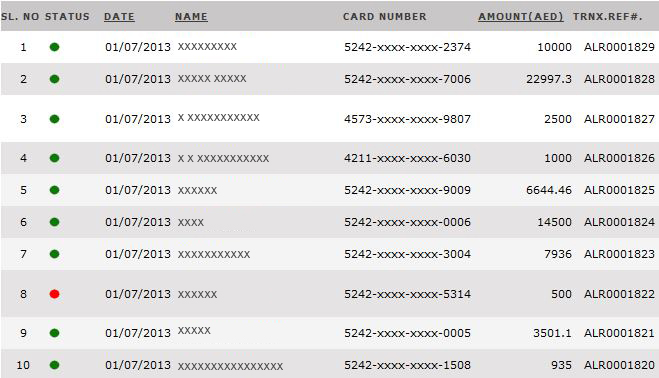 SL. NO STATUS DATE NAME CARD NUMBER AMOUNT(AED) TRNX.REF#.
1 01/07/2013 XXXXXXXXX 5242-xxxx-xxxx-2374 10000 ALR0001829
2 01/07/2013 XXXXX XXXXX 5242-xxxx-xxxx-7006 22997.3 ALR0001828
3 01/07/2013 X XXXXXXXXXXX 4573-xxxx-xxxx-9807 2500 ALR0001827
4 01/07/2013 X X XXXXXXXXXXX 4211-xxxx-xxxx-6030 1000 ALR0001826
5 01/07/2013 XXXXXX 5242-xxxx-xxxx-9009 6644.46 ALR0001825
6 01/07/2013 XXXX 5242-xxxx-xxxx-0006 14500 ALR0001824
7 01/07/2013 XXXXXXXXXXX 5242-xxxx-xxxx-3004 7936 ALR0001823
8 01/07/2013 XXXXXX 5242-xxxx-xxxx-5314 500 ALR0001822
9 01/07/2013 XXXXX 5242-xxxx-xxxx-0005 3501.1 ALR0001821
10 01/07/2013 XXXXXXXXXXXXXXXX 5242-xxxx-xxxx-1508 935 ALR0001820